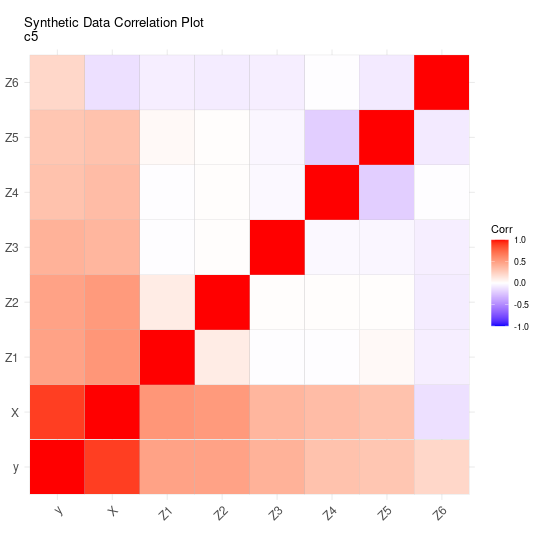 Synthetic Data Correlation Plot
c5
Z6
Z5
Z4
Z3
Z2
Z1
X
y
y X Z1 Z2 Z3 Z4 Z5 Z6
Corr
1.0
0.5
0.0
-0.5
-1.0